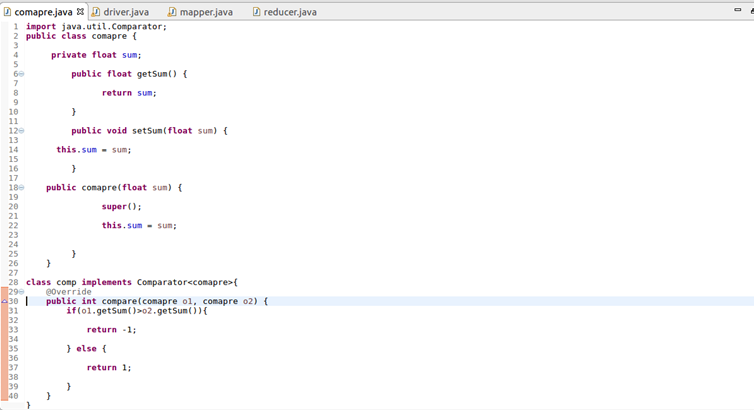 comapre.java driver.java mapper.java reducer.java
1 import java.util.Comparator;
2 public class comapre {
3
4 private float sum;
5
6 public float getSum() {
7
8 return sum;
9
10 }
11
12 public void setSum(float sum) {
13
14 this.sum = sum;
15
16 }
17
18 public comapre(float sum) {
19
20 super();
21
22 this.sum = sum;
23
24
25 }
26 }
27
28 class comp implements Comparator<comapre>{
29 @Override
30 public int compare(comapre o1, comapre o2) {
31 if(o1.getSum()>o2.getSum()){
32
33 return -1;
34
35 } else {
36
37 return 1;
38
39 }
40 }
}